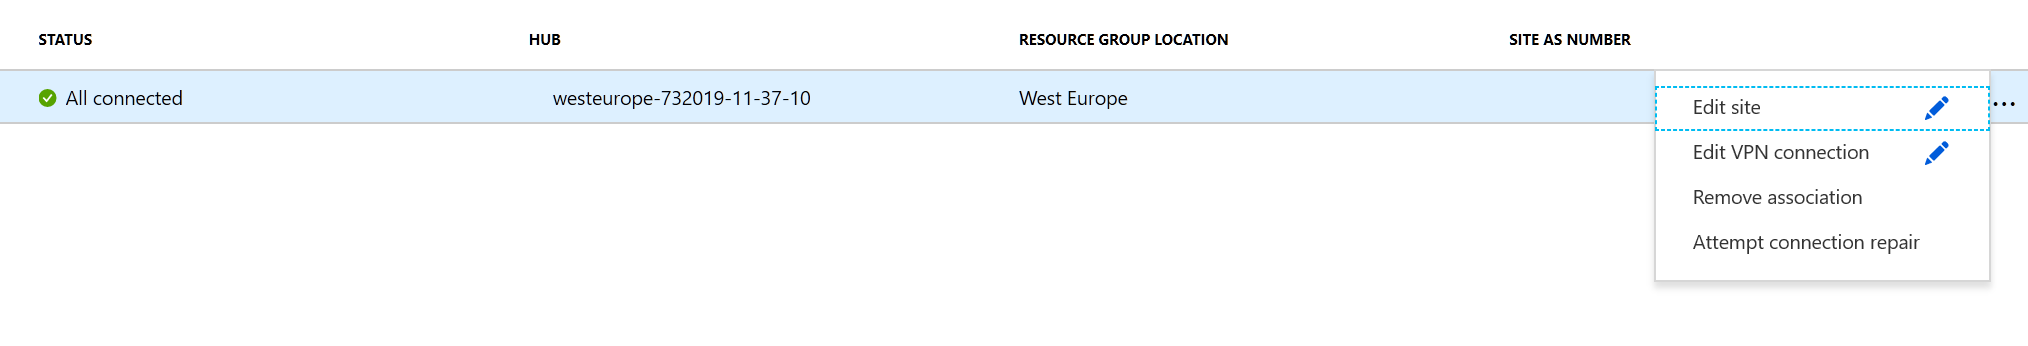 STATUS HUB RESOURCE GROUP LOCATION SITE AS NUMBER
All connected westeurope-732019-11-37-10 West Europe ...
Edit site
Edit VPN connection
Remove association
Attempt connection repair